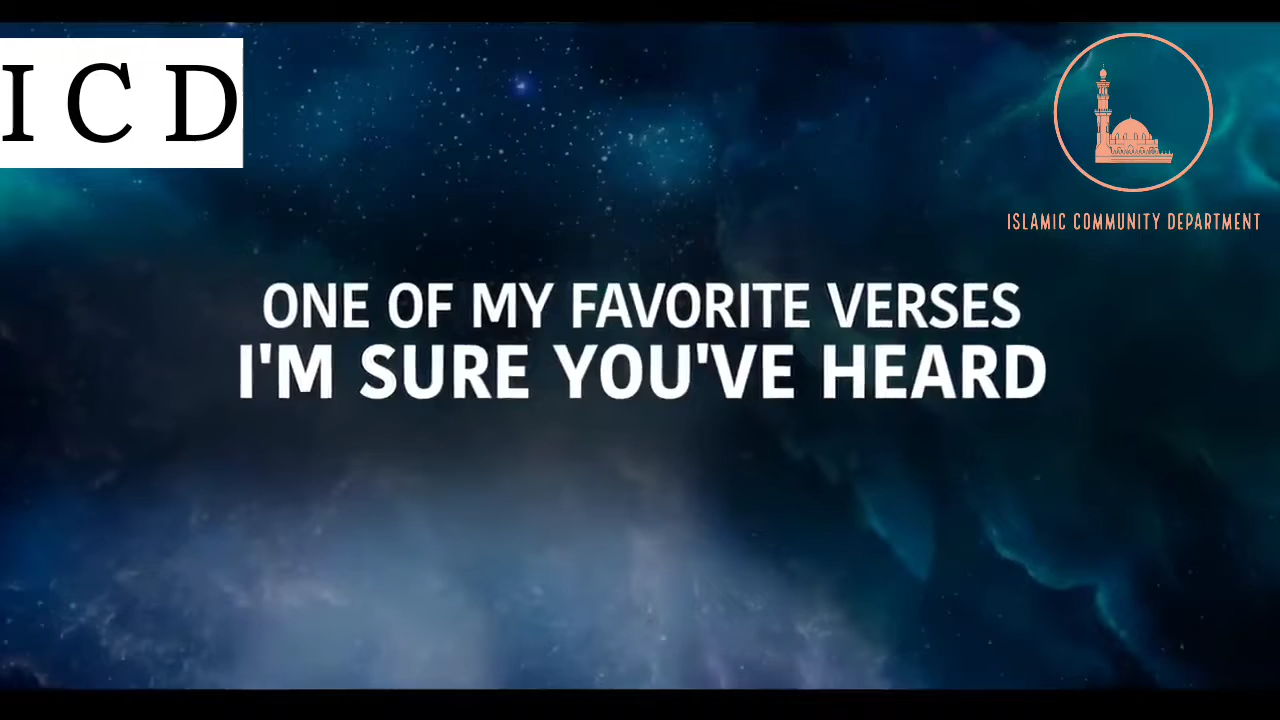 I C D
ISLAMIC COMMUNITY DEPARTMENT
ONE OF MY FAVORITE VERSES
I'M SURE YOU'VE HEARD